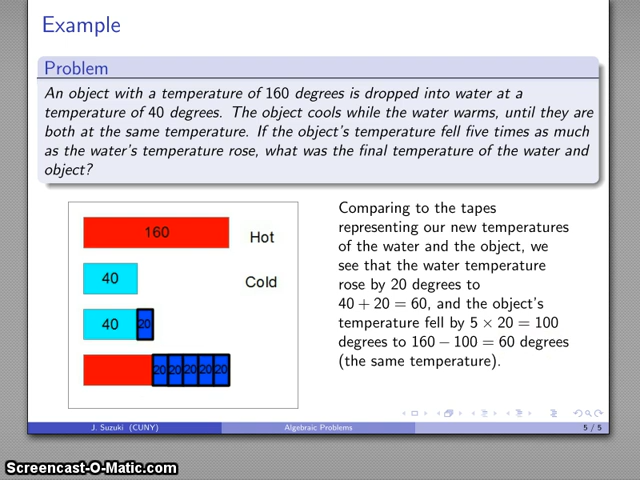 Example
Problem
An object with a temperature of 160 degrees is dropped into water at a
temperature of 40 degrees. The object cools while the water warms, until they are
both at the same temperature. If the object's temperature fell five times as much
as the water's temperature rose, what was the final temperature of the water and
object?
160
Hot
40
Cold
40 20
20 20 20 20 20
Comparing to the tapes
representing our new temperatures
of the water and the object, we
see that the water temperature
rose by 20 degrees to
40 + 20 = 60, and the object's
temperature fell by 5 × 20 = 100
degrees to 160 − 100 = 60 degrees
(the same temperature).
J. Suzuki (CUNY) Algebraic Problems 5 / 5
Screencast-O-Matic.com